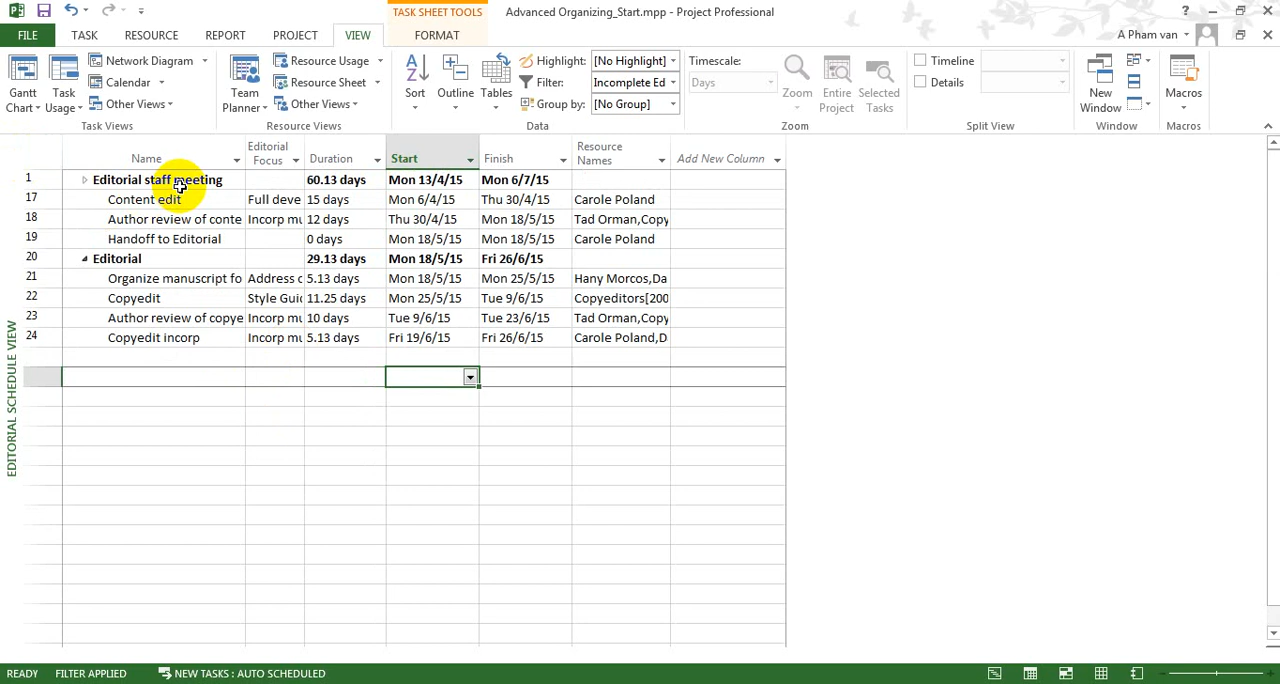 TASK SHEET TOOLS
Advanced Organizing_Start.mpp - Project Professional
FILE TASK RESOURCE REPORT PROJECT VIEW FORMAT A Pham van
Gantt Chart
Task Usage
Network Diagram
Calendar
Other Views
Task Views
Team Planner
Resource Usage
Resource Sheet
Other Views
Resource Views
Sort
Outline
Tables
Highlight: [No Highlight]
Filter: Incomplete Ed
Group by: [No Group]
Data
Timescale:
Days
Zoom
Entire Project
Selected Tasks
Zoom
Timeline
Details
Split View
New Window
Window
Macros
Macros
Name Editorial Focus Duration Start Finish Resource Names Add New Column
1 Editorial staff meeting 60.13 days Mon 13/4/15 Mon 6/7/15
17 Content edit Full deve 15 days Mon 6/4/15 Thu 30/4/15 Carole Poland
18 Author review of conte Incorp mu 12 days Thu 30/4/15 Mon 18/5/15 Tad Orman,Copy
19 Handoff to Editorial 0 days Mon 18/5/15 Mon 18/5/15 Carole Poland
20 Editorial 29.13 days Mon 18/5/15 Fri 26/6/15
21 Organize manuscript fo Address c 5.13 days Mon 18/5/15 Mon 25/5/15 Hany Morcos,Da
22 Copyedit Style Guid 11.25 days Mon 25/5/15 Tue 9/6/15 Copyeditors[200
23 Author review of copye Incorp mu 10 days Tue 9/6/15 Tue 23/6/15 Tad Orman,Copy
24 Copyedit incorp Incorp mu 5.13 days Fri 19/6/15 Fri 26/6/15 Carole Poland,D
EDITORIAL SCHEDULE VIEW
READY FILTER APPLIED NEW TASKS : AUTO SCHEDULED